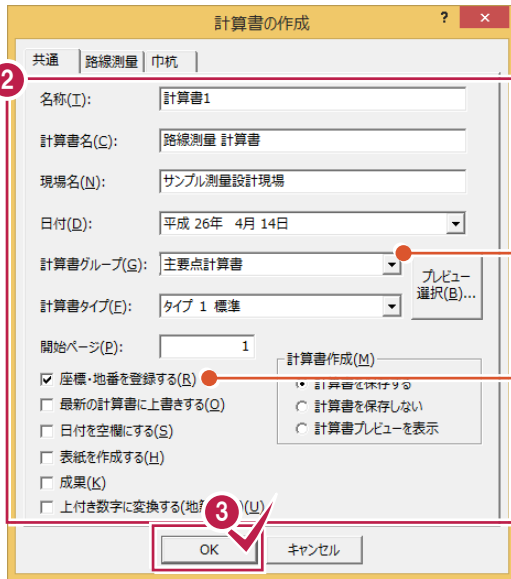 計算書の作成 ? ×
共通 路線測量 巾杭
2
名称(T): 計算書1
計算書名(C): 路線測量 計算書
現場名(N): サンプル測量設計現場
日付(D): 平成 26年 4月 14日
計算書グループ(G): 主要点計算書
プレビュー
選択(B)...
計算書タイプ(F): タイプ 1 標準
開始ページ(P): 1
計算書作成(M)
座標・地番を登録する(R)
計算書を保存する
最新の計算書に上書きする(O)
計算書を保存しない
日付を空欄にする(S)
計算書プレビューを表示
表紙を作成する(H)
成果(K)
上付き数字に変換する(地 )(U)
3
OK キャンセル